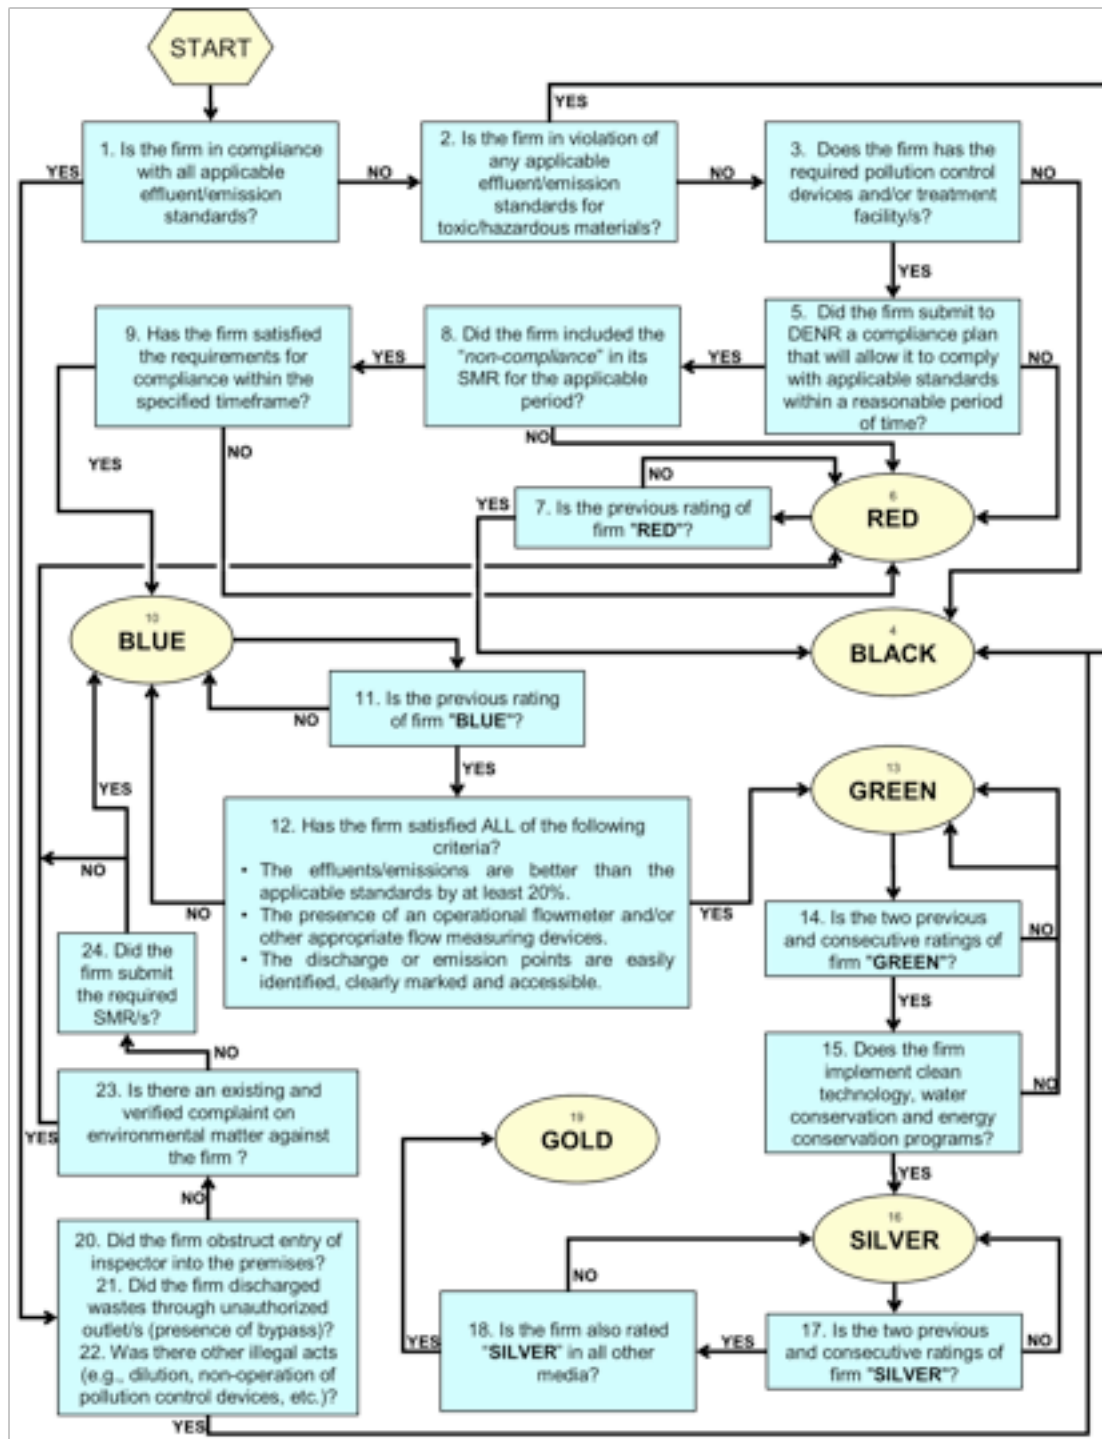 START
1. Is the firm in compliance
with all applicable
effluent/emission
standards?
YES
NO
2. Is the firm in violation of
any applicable
effluent/emission
standards for
toxic/hazardous materials?
YES
NO
3. Does the firm has the
required pollution control
devices and/or treatment
facility/s?
NO
YES
9. Has the firm satisfied
the requirements for
compliance within the
specified timeframe?
YES
NO
YES
8. Did the firm included the
"non-compliance" in its
SMR for the applicable
period?
NO
YES
5. Did the firm submit to
DENR a compliance plan
that will allow it to comply
with applicable standards
within a reasonable period
of time?
NO
NO
YES
7. Is the previous rating of
firm "RED"?
6
RED
10
BLUE
4
BLACK
11. Is the previous rating
of firm "BLUE"?
NO
YES
13
GREEN
YES
NO
12. Has the firm satisfied ALL of the following
criteria?
• The effluents/emissions are better than the
applicable standards by at least 20%.
• The presence of an operational flowmeter and/or
other appropriate flow measuring devices.
• The discharge or emission points are easily
identified, clearly marked and accessible.
NO
YES
14. Is the two previous
and consecutive ratings of
firm "GREEN"?
NO
YES
24. Did the
firm submit
the required
SMR/s?
NO
15. Does the firm
implement clean
technology, water
conservation and energy
conservation programs?
NO
YES
23. Is there an existing and
verified complaint on
environmental matter against
the firm ?
YES
NO
19
GOLD
16
SILVER
20. Did the firm obstruct entry of
inspector into the premises?
21. Did the firm discharged
wastes through unauthorized
outlet/s (presence of bypass)?
22. Was there other illegal acts
(e.g., dilution, non-operation of
pollution control devices, etc.)?
YES
NO
YES
18. Is the firm also rated
"SILVER" in all other
media?
YES
17. Is the two previous
and consecutive ratings of
firm "SILVER"?
NO